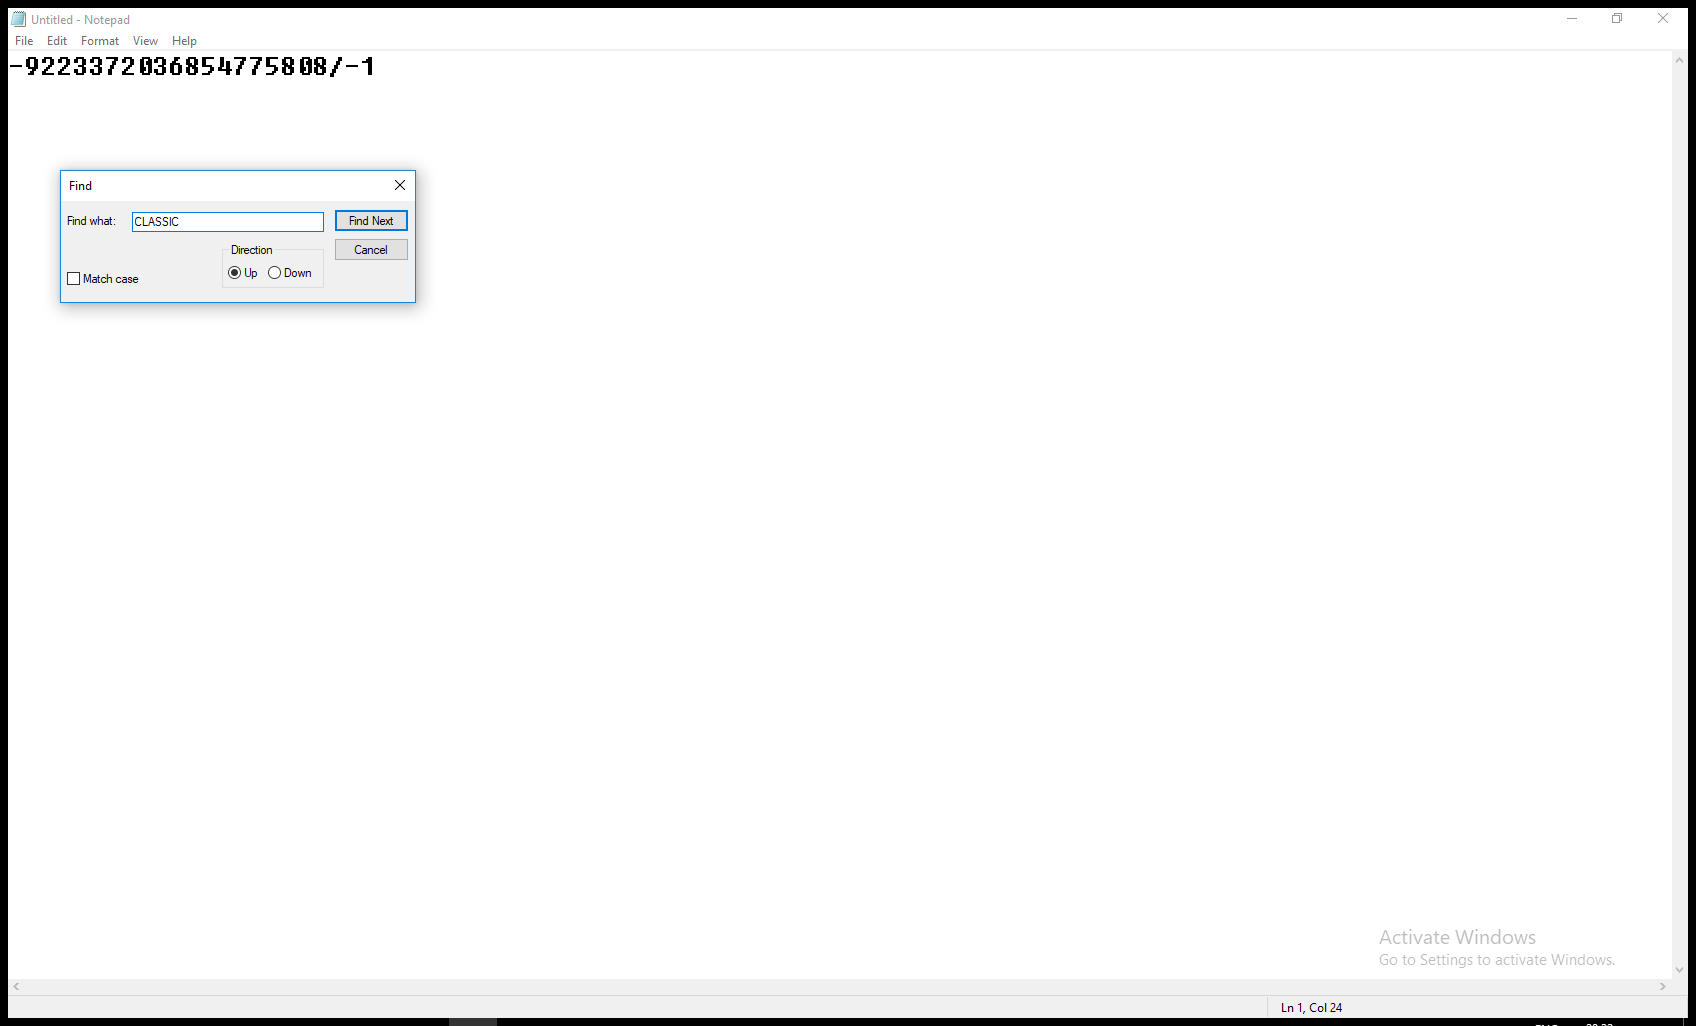 Untitled - Notepad
File Edit Format View Help
-9223372036854775808/-1
Find
Find what: CLASSIC Find Next
Direction Cancel
Up Down
Match case
Activate Windows
Go to Settings to activate Windows.
Ln 1, Col 24